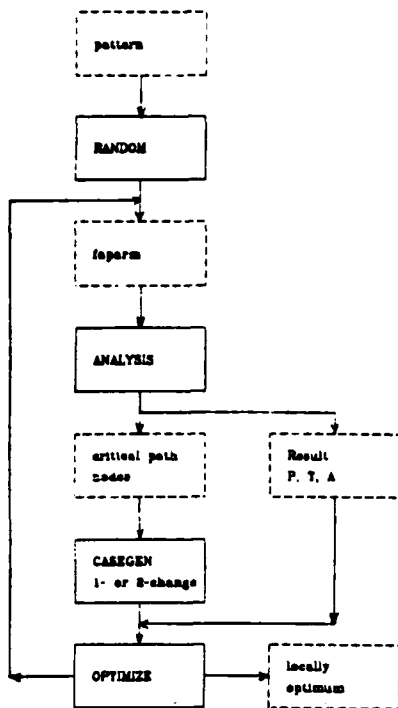 pattern
RANDOM
faparm
ANALYSIS
critical path
nodes
Result
P, T, A
CASEGEN
1- or 2-change
OPTIMIZE
locally
optimum